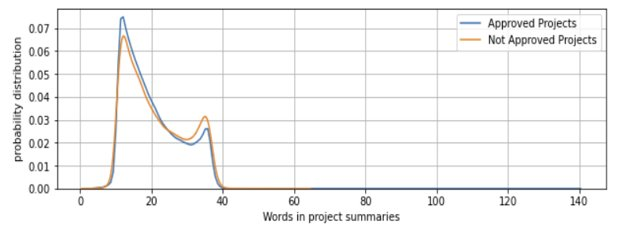 Approved Projects
Not Approved Projects
probability distribution
0.07
0.06
0.05
0.04
0.03
0.02
0.01
0.00
0 20 40 60 80 100 120 140
Words in project summaries